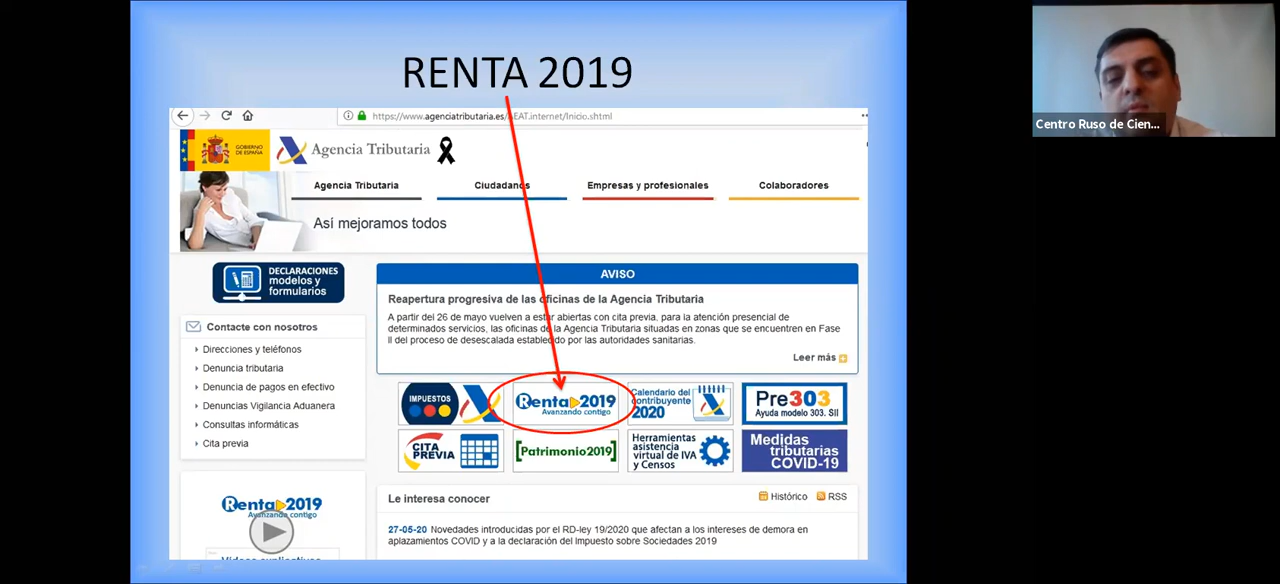 RENTA 2019
https://www.agenciatributaria.es/AEAT.internet/Inicio.shtml
GOBIERNO
DE ESPAÑA
Agencia Tributaria
Agencia Tributaria
Ciudadanos
Empresas y profesionales
Colaboradores
Así mejoramos todos
DECLARACIONES
modelos y
formularios
Contacte con nosotros
Direcciones y teléfonos
Denuncia tributaria
Denuncia de pagos en efectivo
Denuncias Vigilancia Aduanera
Consultas informáticas
Cita previa
AVISO
Reapertura progresiva de las oficinas de la Agencia Tributaria
A partir del 26 de mayo vuelven a estar abiertas con cita previa, para la atención presencial de
determinados servicios, las oficinas de la Agencia Tributaria situadas en zonas que se encuentren en Fase
II del proceso de desescalada establecido por las autoridades sanitarias.
Leer más
IMPUESTOS
Renta 2019
Avanzando contigo
Calendario del
contribuyente
2020
Pre303
Ayuda modelo 303. SII
CITA
PREVIA
[Patrimonio2019]
Herramientas
asistencia
virtual de IVA
y Censos
Medidas
tributarias
COVID-19
Renta 2019
Avanzando contigo
Vídeos explicativos
Le interesa conocer
Histórico
RSS
27-05-20 Novedades introducidas por el RD-ley 19/2020 que afectan a los intereses de demora en
aplazamientos COVID y a la declaración del Impuesto sobre Sociedades 2019
Centro Ruso de Cien...